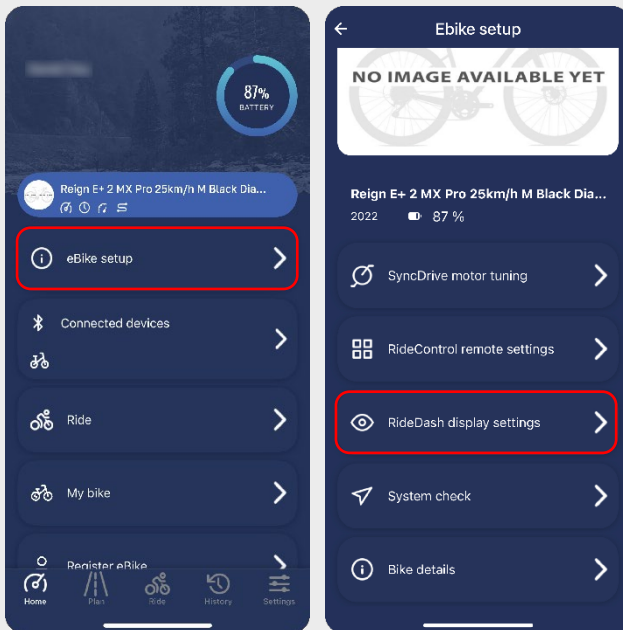 87%
BATTERY
Reign E+ 2 MX Pro 25km/h M Black Dia...
eBike setup
Connected devices
Ride
My bike
Register eBike
Home
Plan
Ride
History
Settings
Ebike setup
NO IMAGE AVAILABLE YET
Reign E+ 2 MX Pro 25km/h M Black Dia...
2022 87 %
SyncDrive motor tuning
RideControl remote settings
RideDash display settings
System check
Bike details